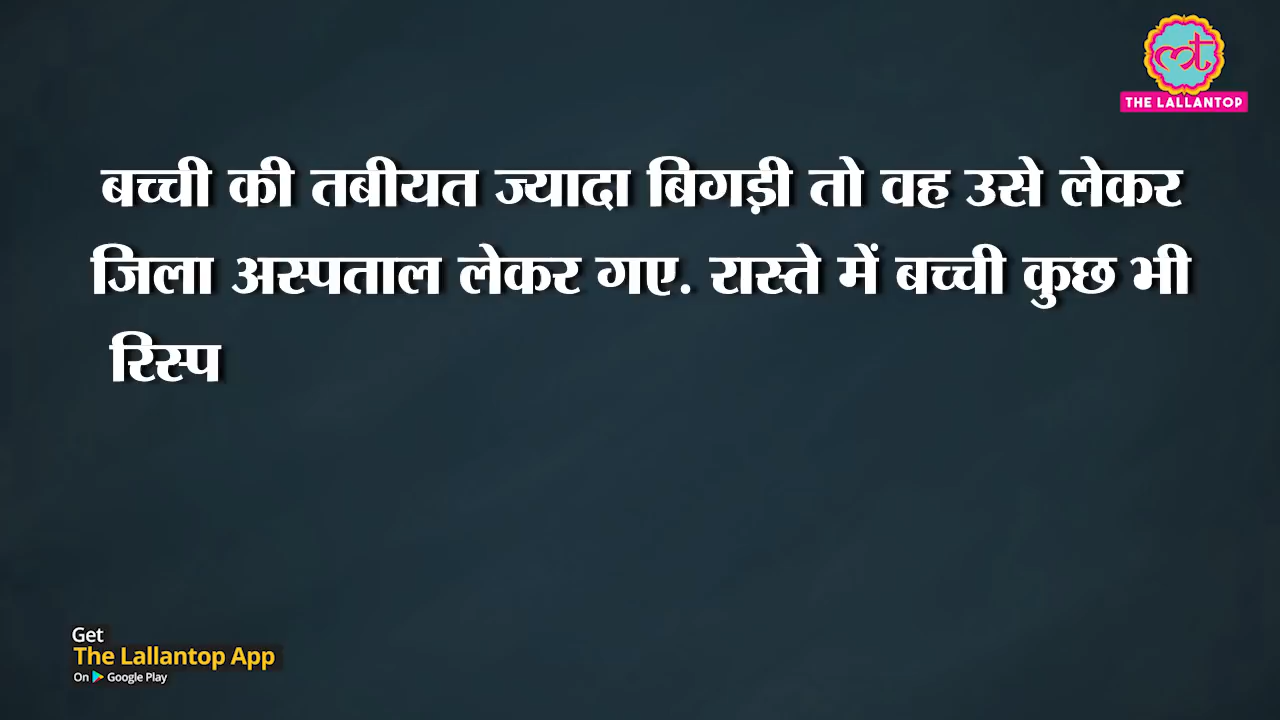 THE LALLANTOP
बच्ची की तबीयत ज्यादा बिगड़ी तो वह उसे लेकर
जिला अस्पताल लेकर गए. रास्ते में बच्ची कुछ भी
रिस्प
Get
The Lallantop App
On Google Play